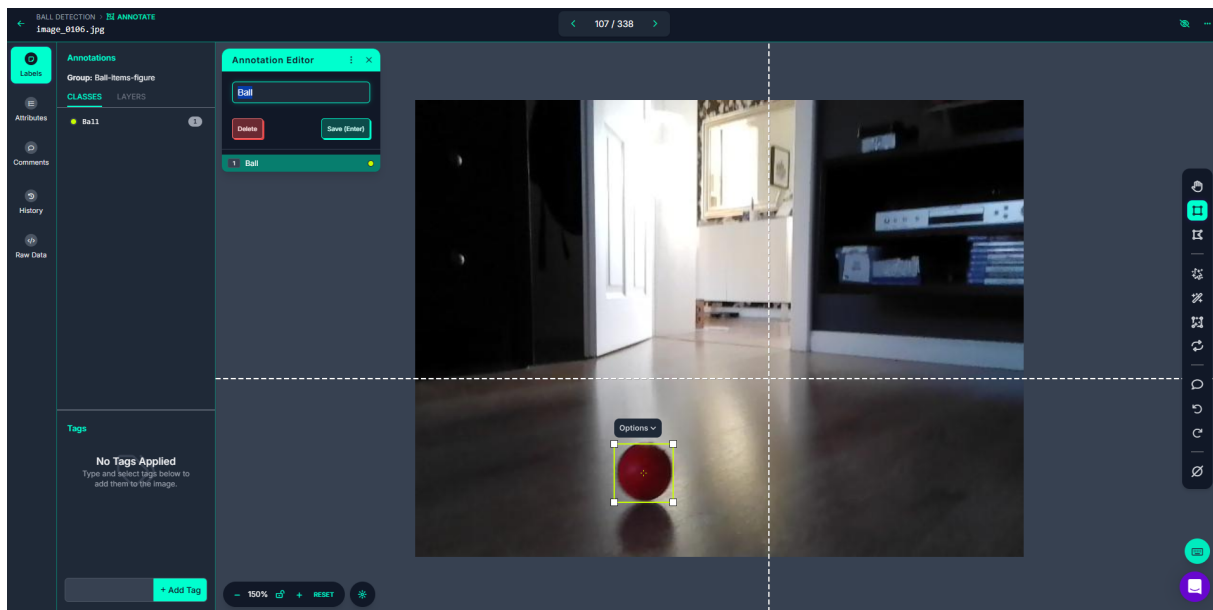 BALL DETECTION > ANNOTATE
image_0106.jpg
107 / 338
Labels
Attributes
Comments
History
Raw Data
Annotations
Group: Ball-items-figure
CLASSES LAYERS
Ball 1
Tags
No Tags Applied
Type and select tags below to
add them to the image.
+ Add Tag
Annotation Editor
Ball
Delete Save (Enter)
1 Ball
Options
150% + RESET